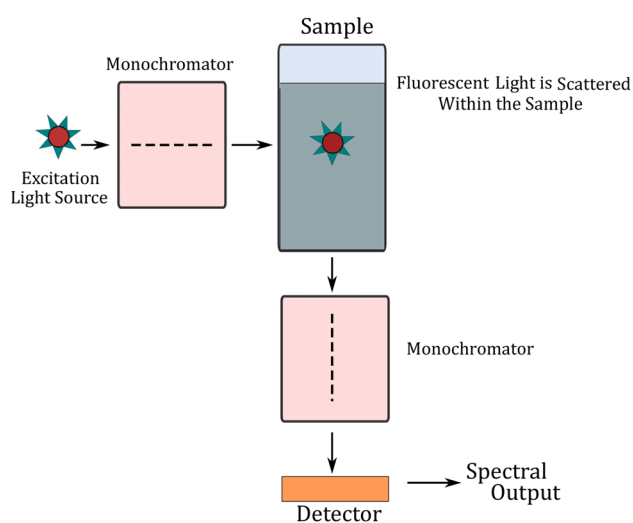 Sample
Monochromator
Fluorescent Light is Scattered
Within the Sample
Excitation
Light Source
Monochromator
Spectral
Output
Detector